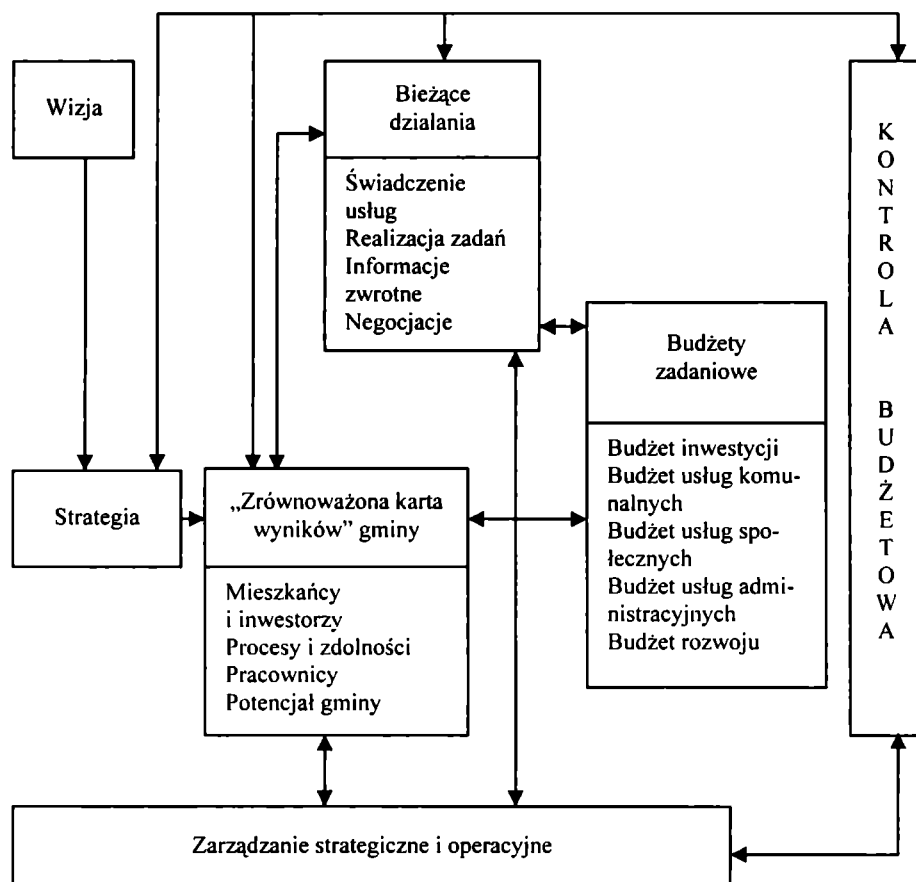 Wizja
Bieżące
działania
Świadczenie
usług
Realizacja zadań
Informacje
zwrotne
Negocjacje
Budżety
zadaniowe
Budżet inwestycji
Budżet usług komu-
nalnych
Budżet usług spo-
łecznych
Budżet usług admi-
nistracyjnych
Budżet rozwoju
KONTROLA BUDŻETOWA
Strategia
„Zrównoważona karta
wyników” gminy
Mieszkańcy
i inwestorzy
Procesy i zdolności
Pracownicy
Potencjał gminy
Zarządzanie strategiczne i operacyjne